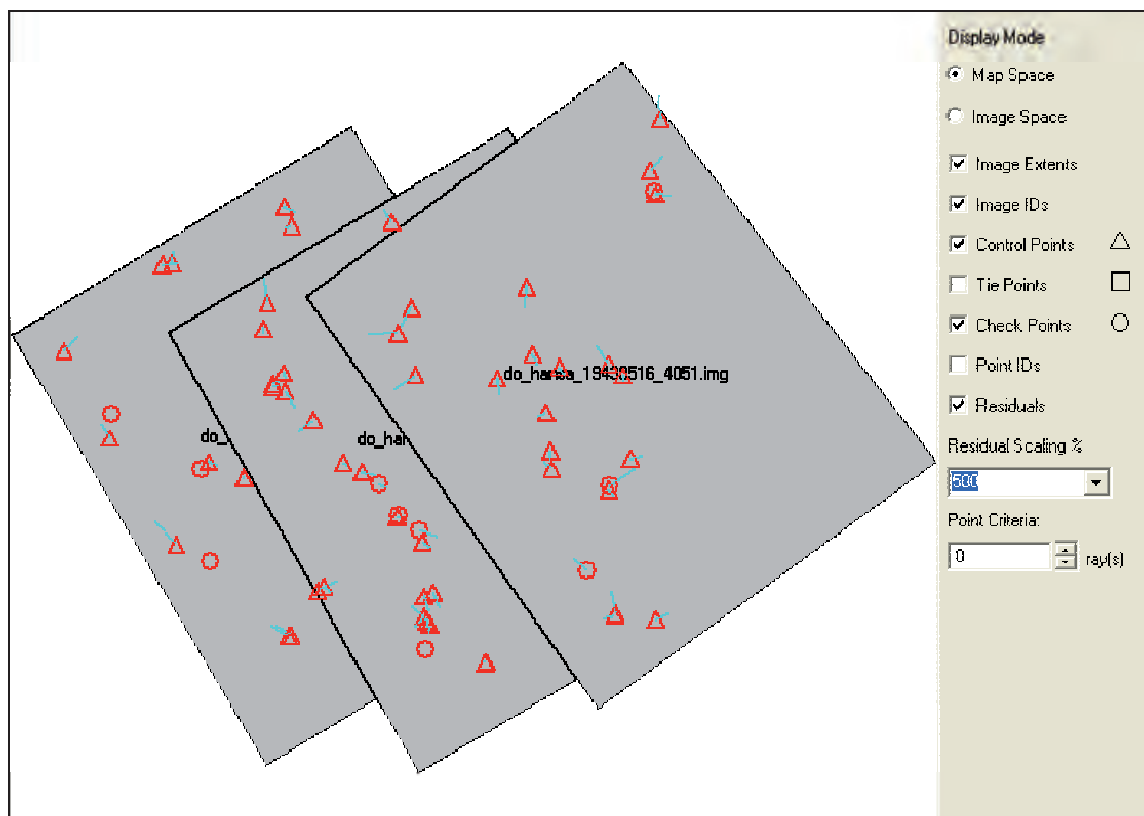 Display Mode
Map Space
Image Space
Image Extents
Image IDs
Control Points
Tie Points
Check Points
Point IDs
Residuals
Residual Scaling %
500
Point Criteria:
0 ray(s)
do_hansa_19430516_4051.img
do_
do_har